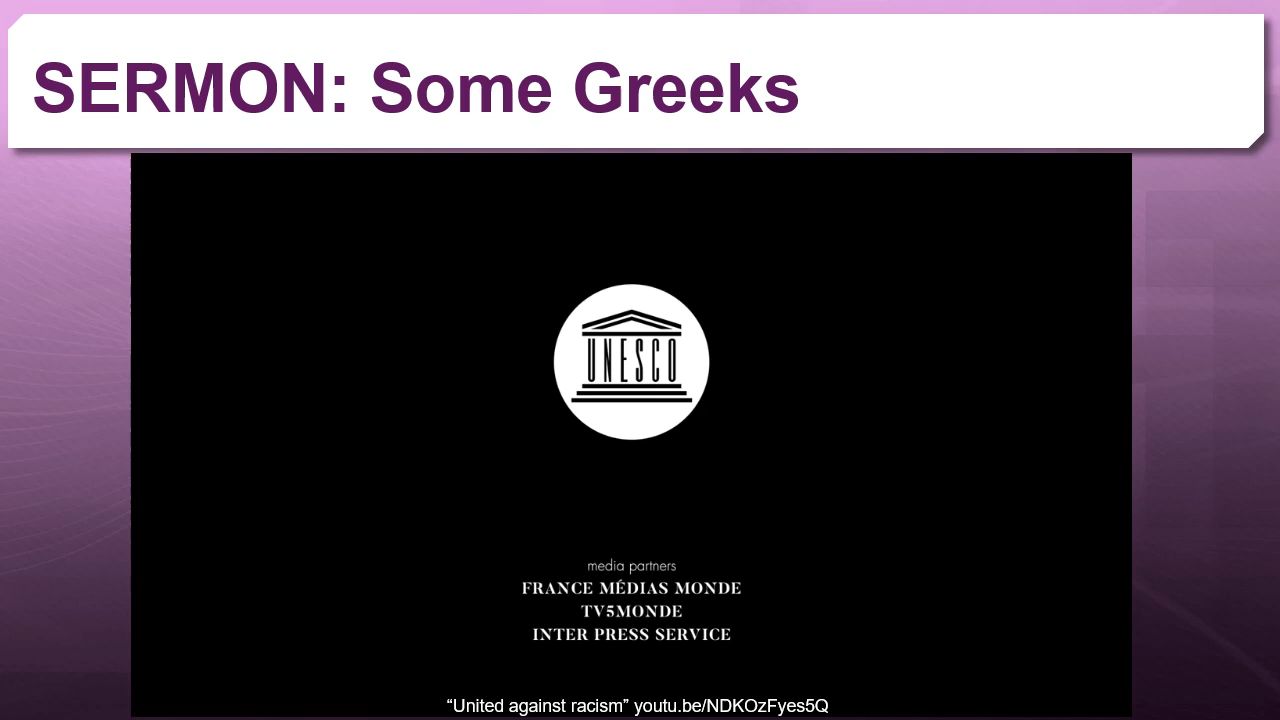 SERMON: Some Greeks
UNESCO
media partners
FRANCE MÉDIAS MONDE
TV5MONDE
INTER PRESS SERVICE
“United against racism” youtu.be/NDKOzFyes5Q